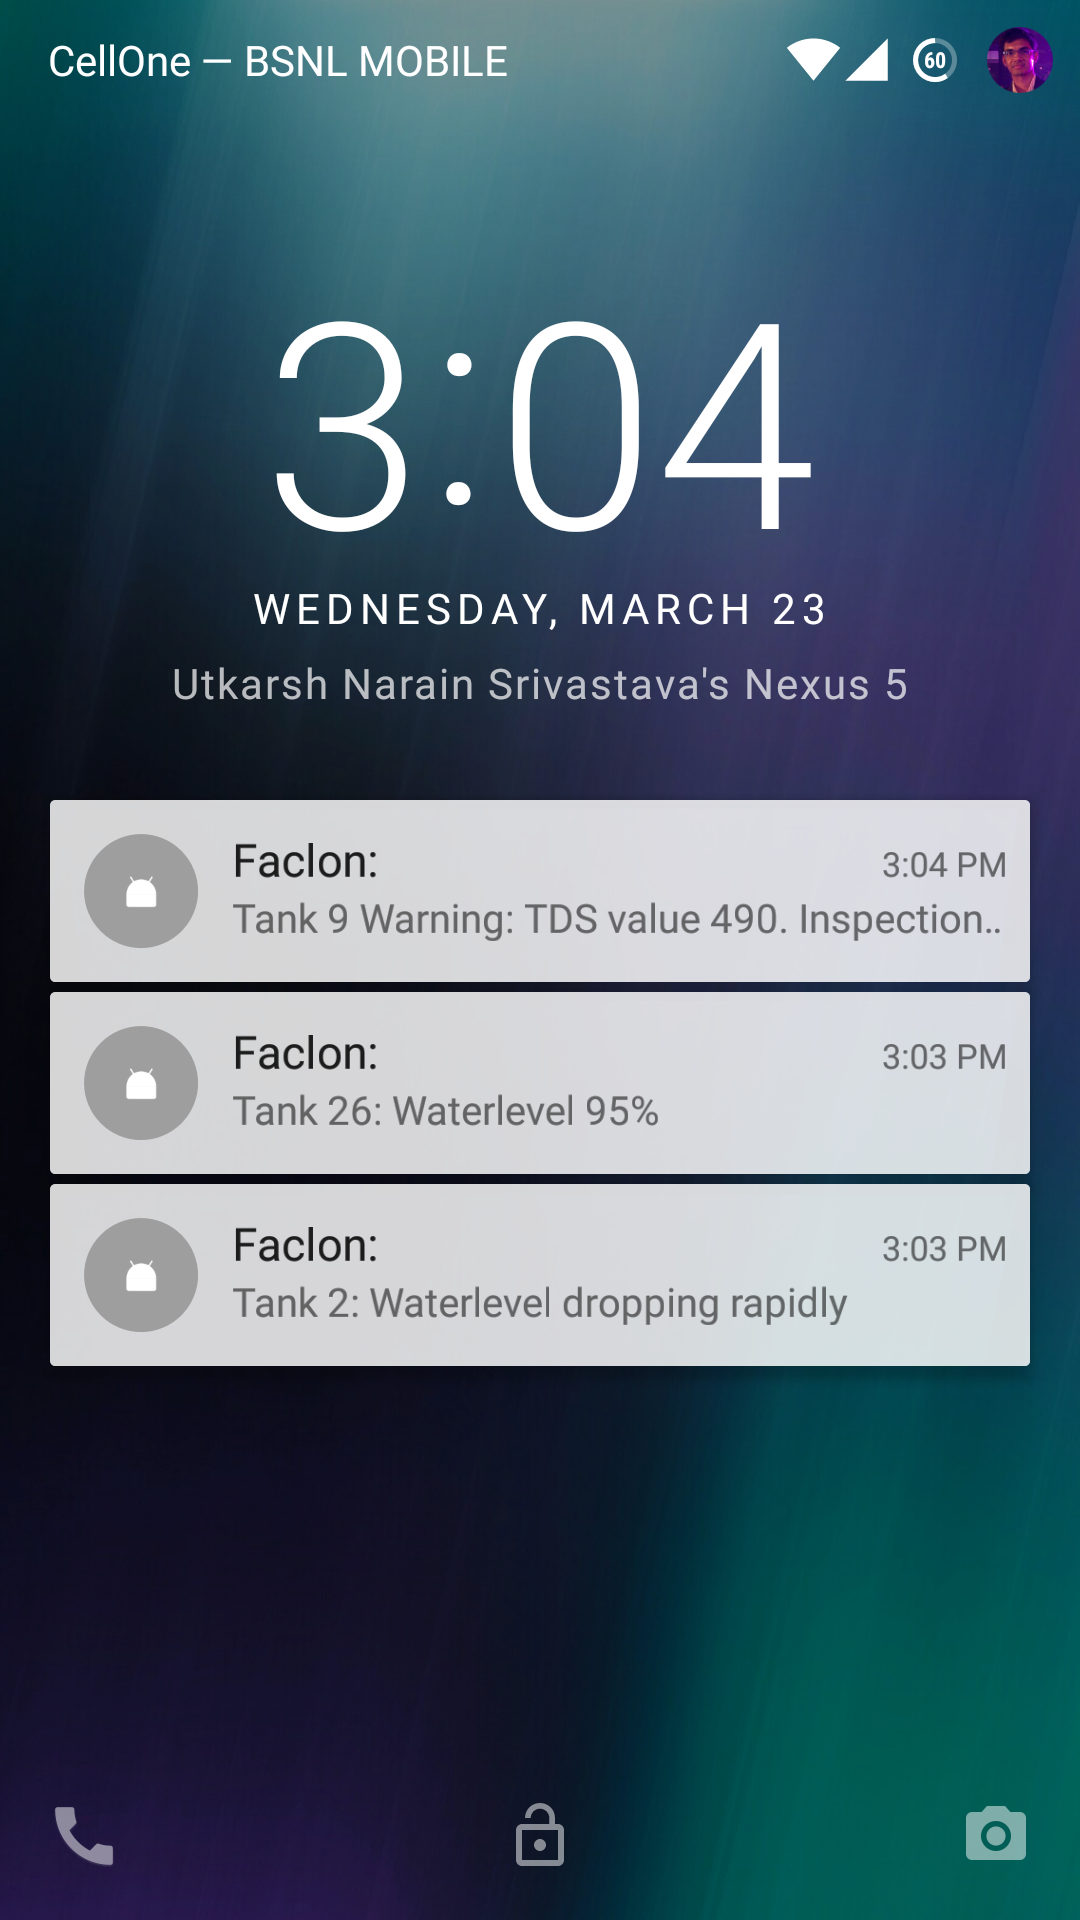 CellOne — BSNL MOBILE
60
3:04
WEDNESDAY, MARCH 23
Utkarsh Narain Srivastava's Nexus 5
Faclon:
3:04 PM
Tank 9 Warning: TDS value 490. Inspection..
Faclon:
3:03 PM
Tank 26: Waterlevel 95%
Faclon:
3:03 PM
Tank 2: Waterlevel dropping rapidly